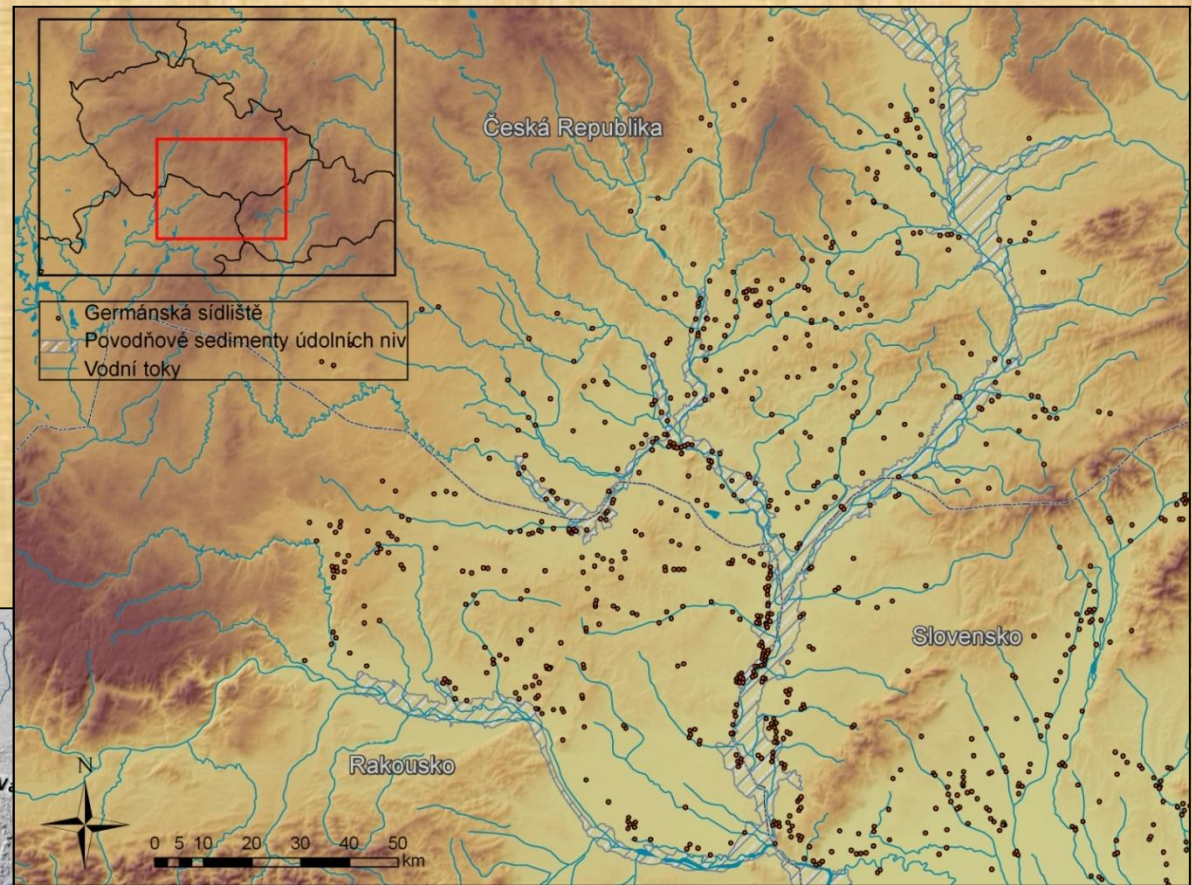 Česká Republika
Germánská sídliště
Povodňové sedimenty údolních niv
Vodní toky
Slovensko
Rakousko
N
0 5 10 20 30 40 50
km